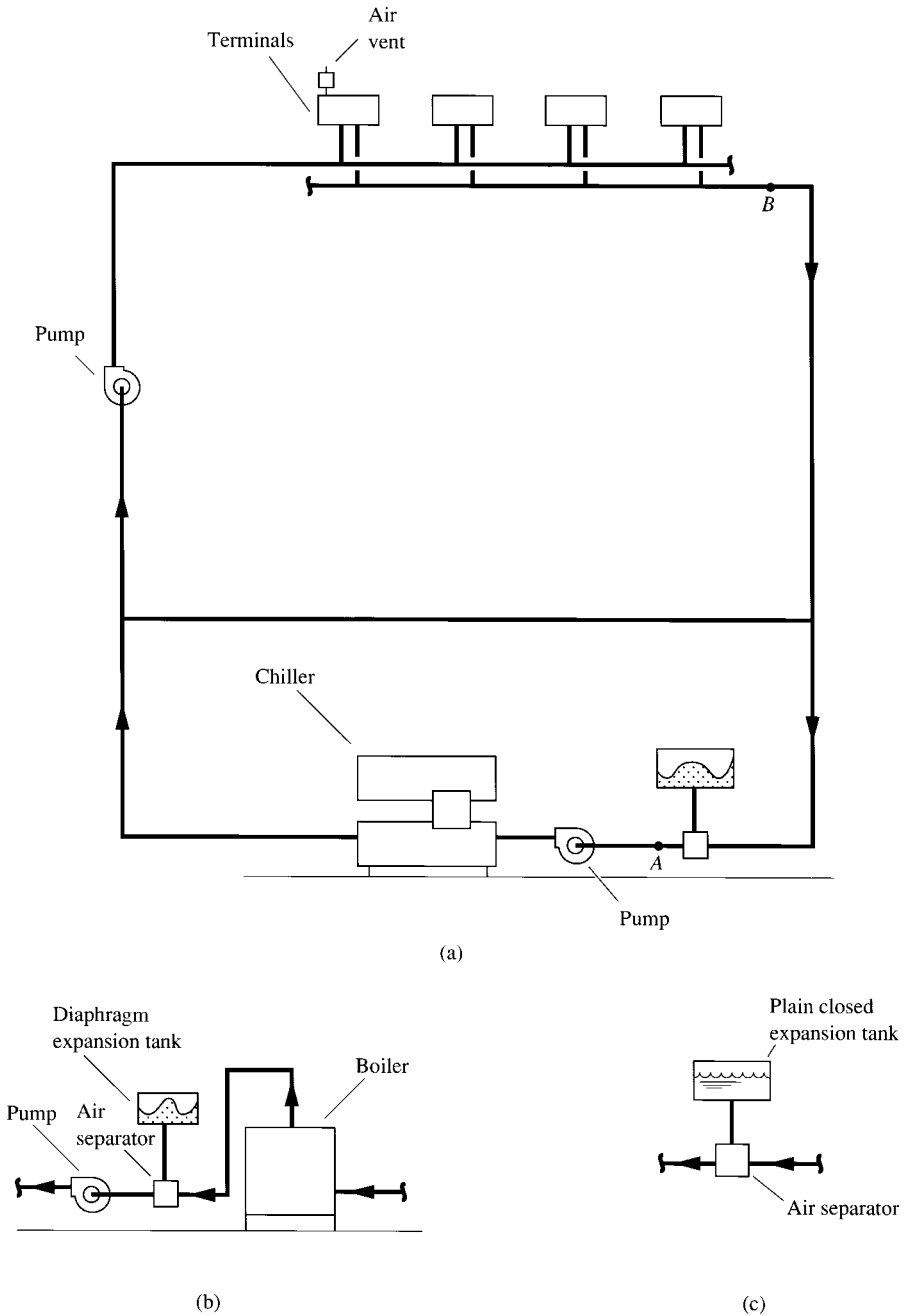 Air
vent
Terminals
B
Pump
Chiller
A
Pump
(a)
Diaphragm
expansion tank
Boiler
Pump
Air
separator
(b)
Plain closed
expansion tank
Air separator
(c)